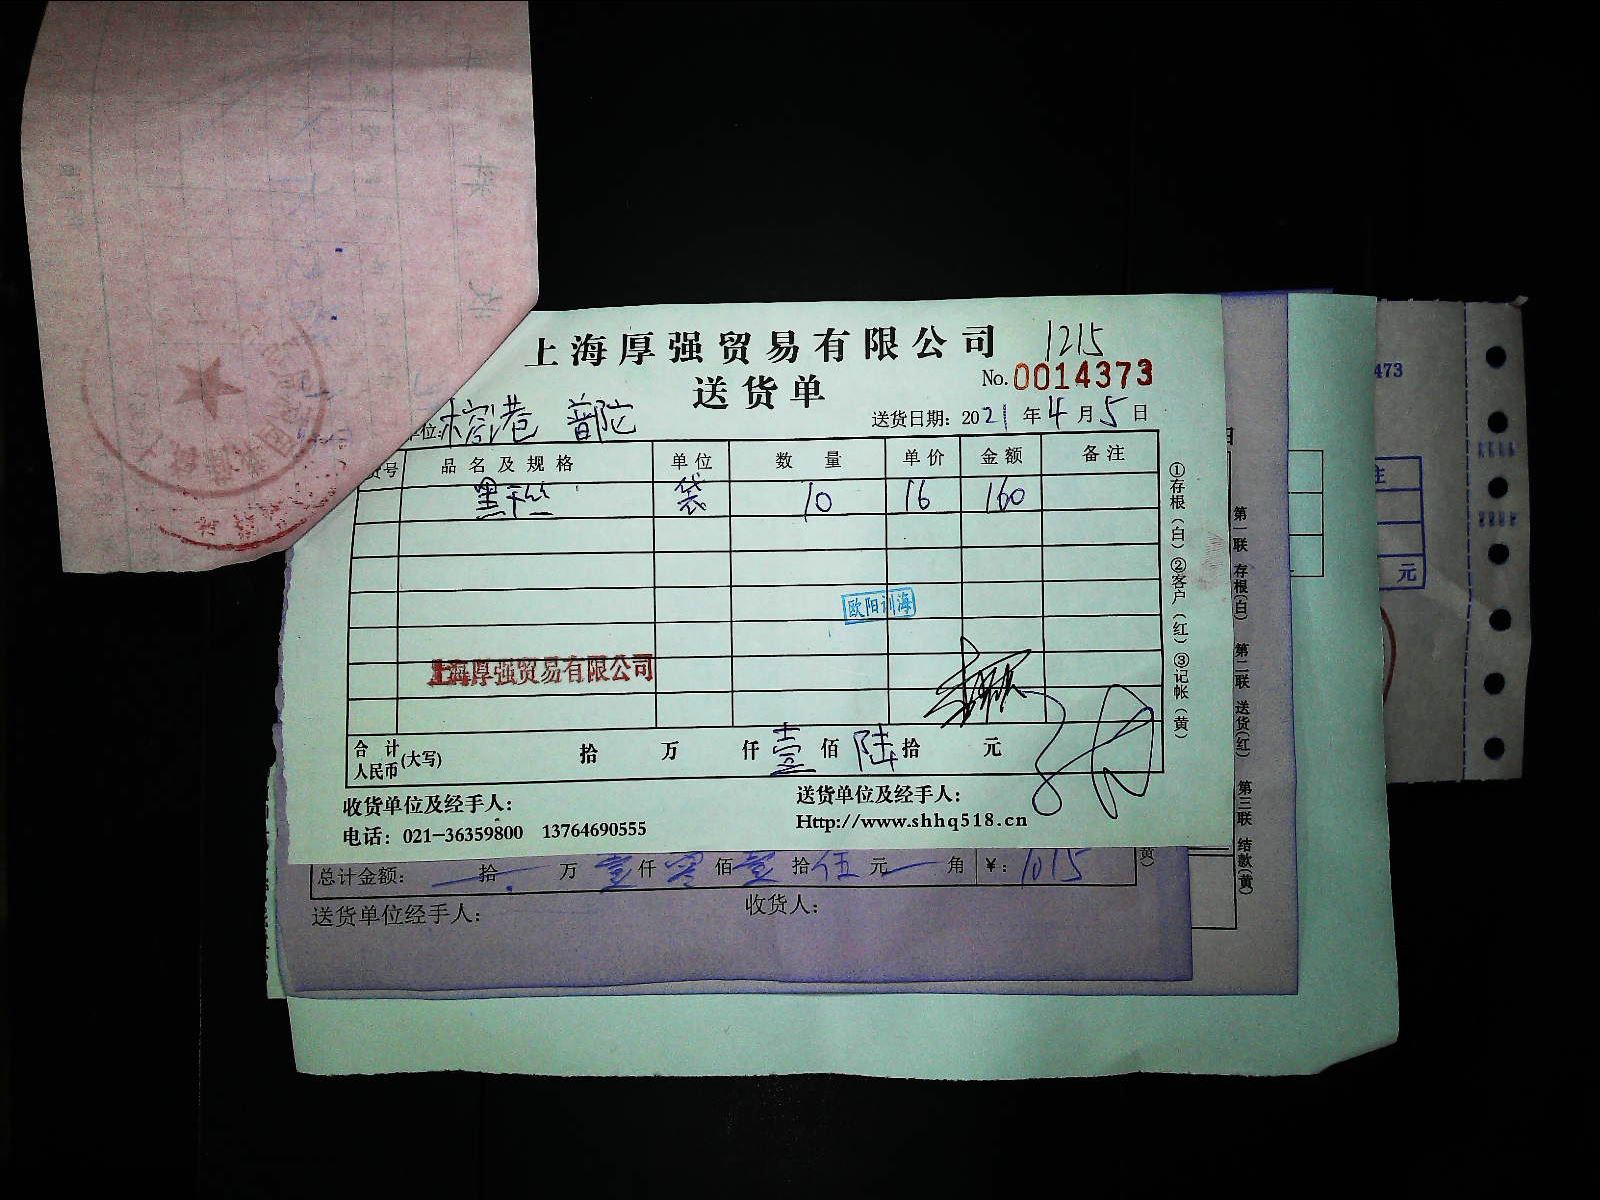 上海厚强贸易有限公司 1215
送货单 No. 0014373
位: 榕港 普陀 送货日期: 2021年4月5日
货号 品名及规格 单位 数量 单价 金额 备注
黑干丝 袋 10 16 160
欧阳训海
上海厚强贸易有限公司
合计人民币(大写) 拾 万 仟 壹 佰 陆 拾 元
收货单位及经手人: 送货单位及经手人:
电话: 021-36359800 13764690555 Http://www.shhq518.cn
①存根(白) ②客户(红) ③记帐(黄)
总计金额: 拾 万 壹 仟 零 佰 壹 拾 伍 元 角 ¥: 1015
送货单位经手人: 收货人:
第一联 存根(白) 第二联 送货(红) 第三联 结款(黄)
473
注
元